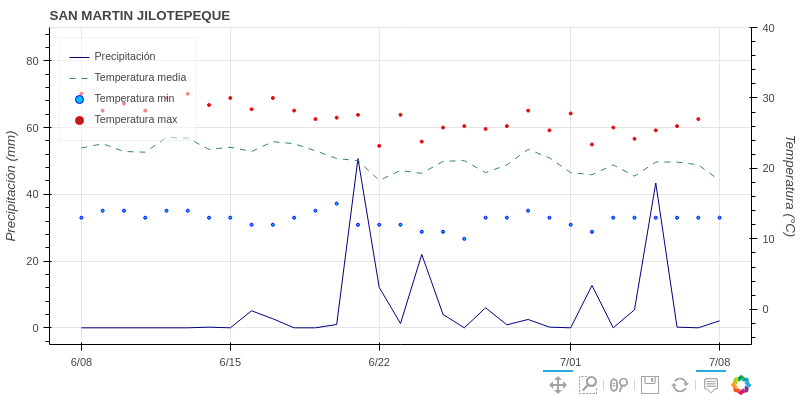 SAN MARTIN JILOTEPEQUE
Precipitación
Temperatura media
Temperatura min
Temperatura max
80
60
40
20
0
Precipitación (mm)
40
30
20
10
0
Temperatura (°C)
6/08
6/15
6/22
7/01
7/08